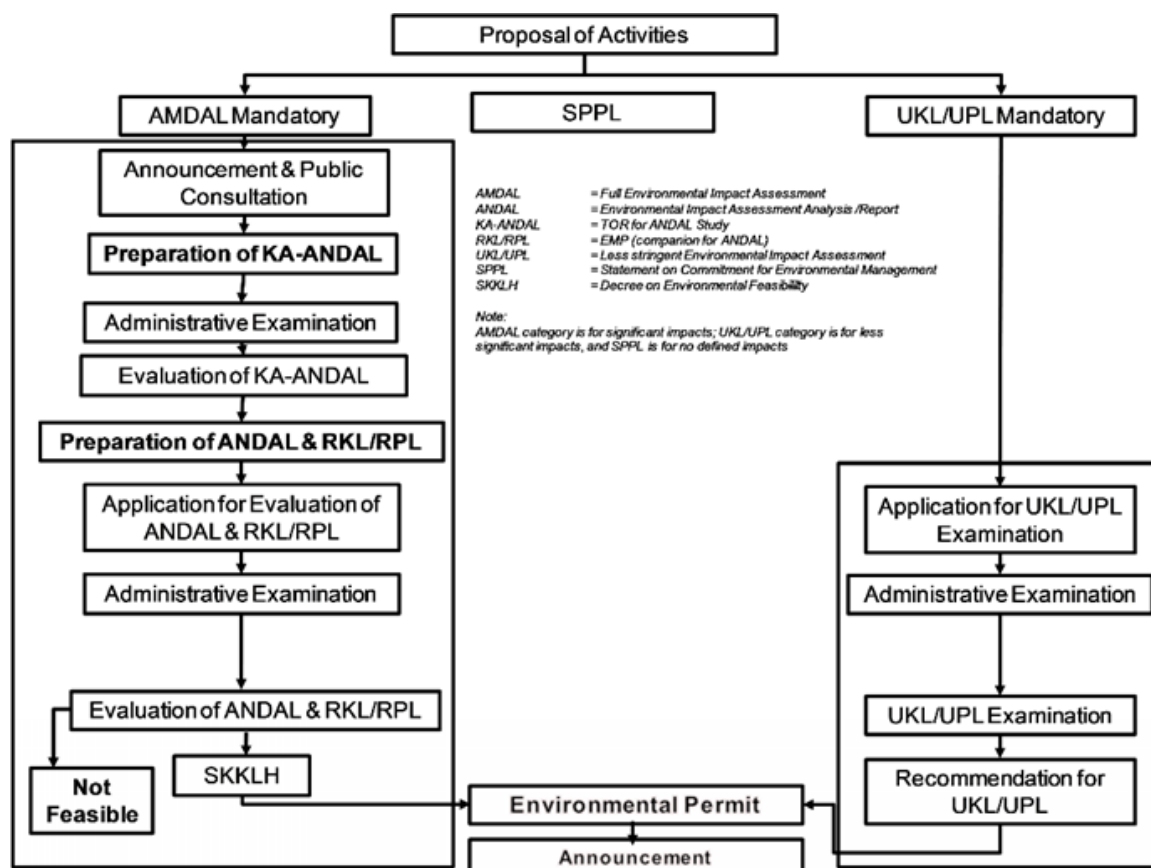 Proposal of Activities
AMDAL Mandatory
SPPL
UKL/UPL Mandatory
Announcement & Public
Consultation
Preparation of KA-ANDAL
Administrative Examination
Evaluation of KA-ANDAL
Preparation of ANDAL & RKL/RPL
Application for Evaluation of
ANDAL & RKL/RPL
Administrative Examination
Evaluation of ANDAL & RKL/RPL
Not
Feasible
SKKLH
AMDAL = Full Environmental Impact Assessment
ANDAL = Environmental Impact Assessment Analysis /Report
KA-ANDAL = TOR for ANDAL Study
RKL/RPL = EMP (companion for ANDAL)
UKL/UPL = Less stringent Environmental Impact Assessment
SPPL = Statement on Commitment for Environmental Management
SKKLH = Decree on Environmental Feasibility
Note:
AMDAL category is for significant impacts; UKL/UPL category is for less
significant impacts, and SPPL is for no defined impacts
Application for UKL/UPL
Examination
Administrative Examination
UKL/UPL Examination
Recommendation for
UKL/UPL
Environmental Permit
Announcement